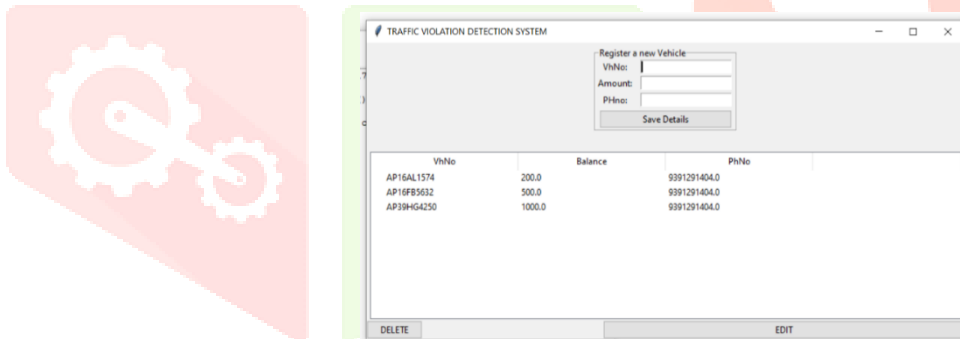 TRAFFIC VIOLATION DETECTION SYSTEM
Register a new Vehicle
VhNo:
Amount:
PHno:
Save Details
VhNo Balance PhNo
AP16AL1574 200.0 9391291404.0
AP16FB5632 500.0 9391291404.0
AP39HG4250 1000.0 9391291404.0
DELETE EDIT